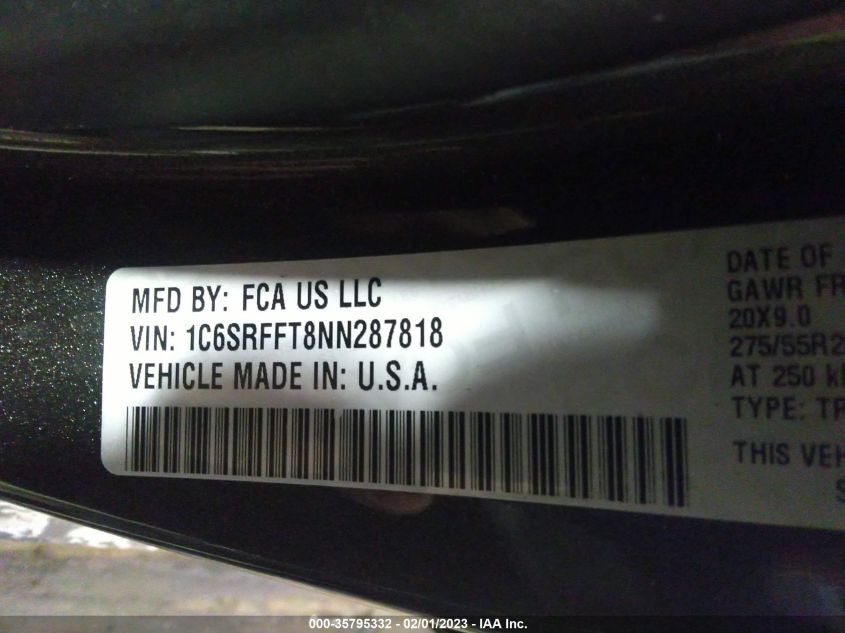 MFD BY: FCA US LLC
VIN: 1C6SRFFT8NN287818
VEHICLE MADE IN: U.S.A.
DATE OF
GAWR FR
20X9.0
275/55R2
AT 250 k
TYPE: TR
THIS VEH
S
000-35795332 - 02/01/2023 - IAA Inc.